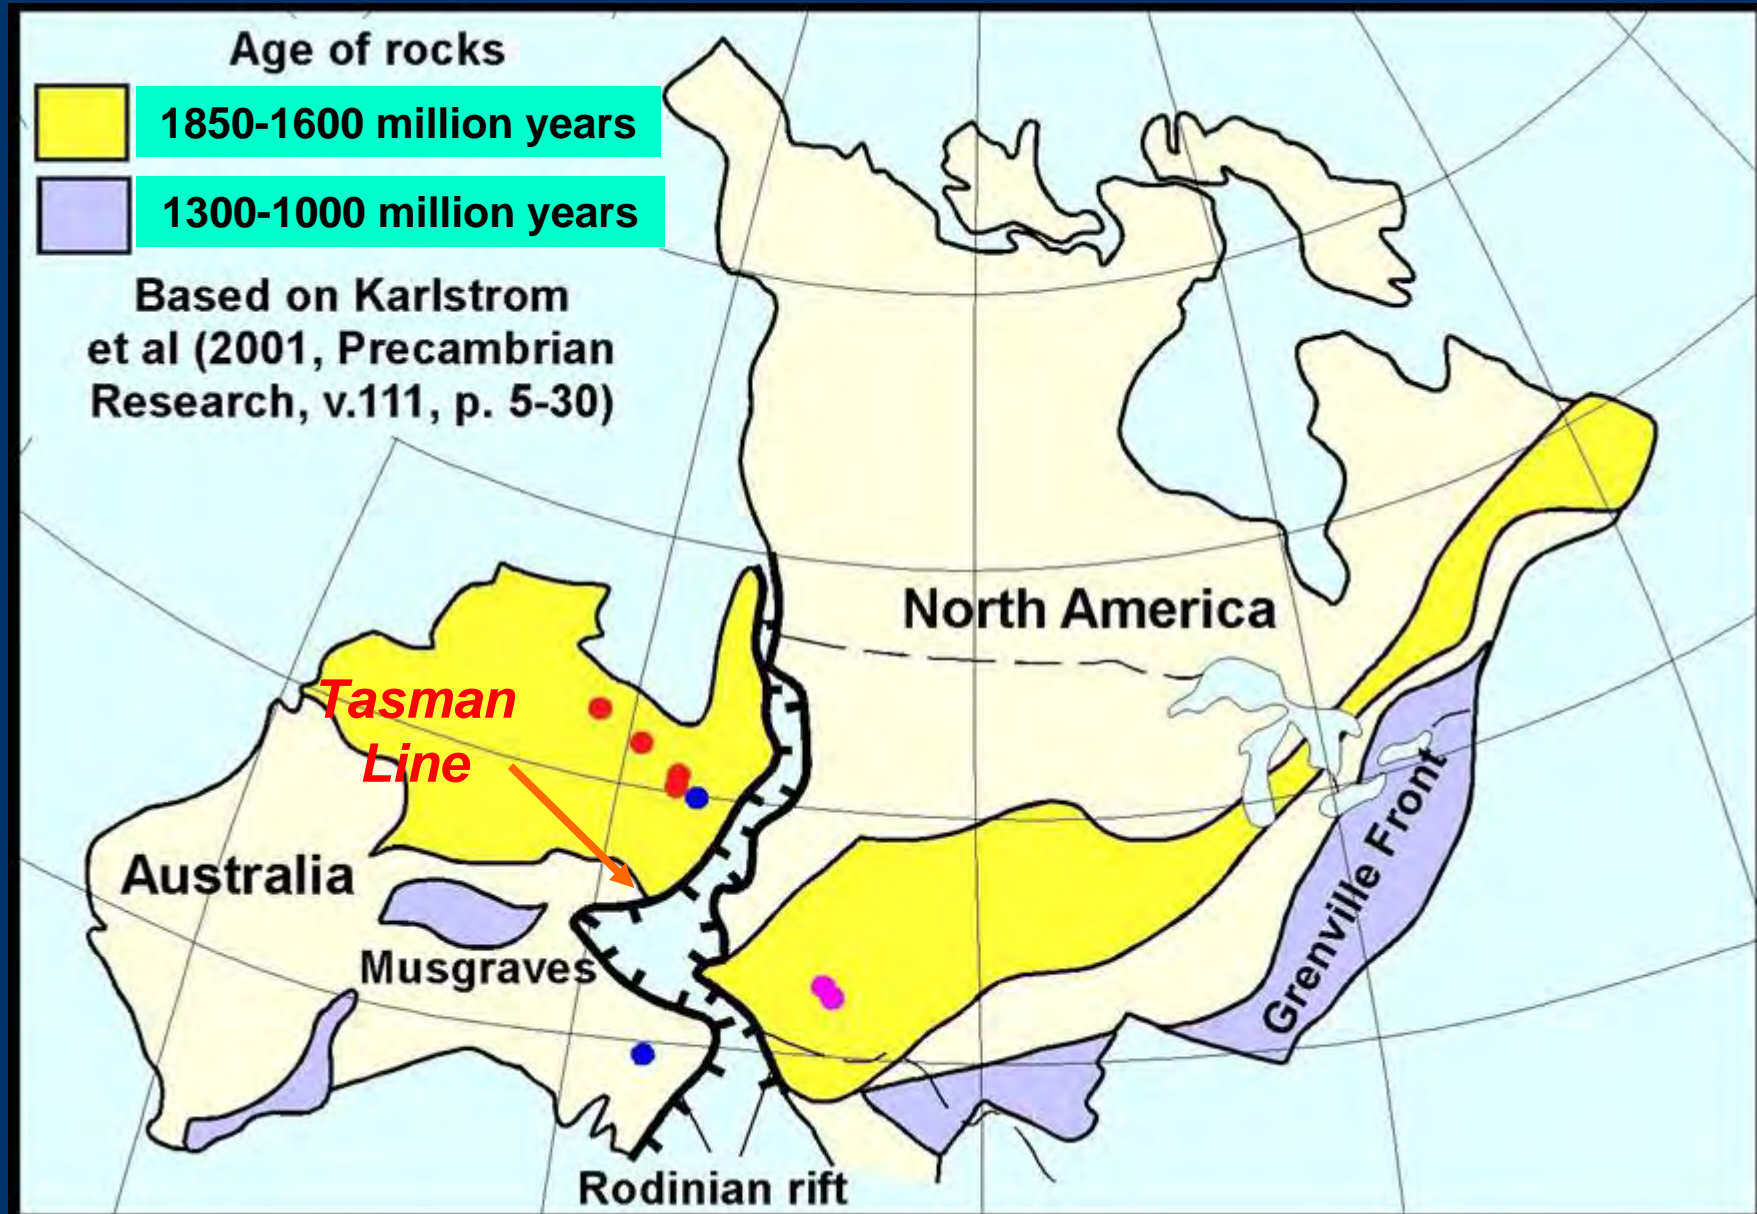 Age of rocks
1850-1600 million years
1300-1000 million years
Based on Karlstrom
et al (2001, Precambrian
Research, v.111, p. 5-30)
North America
Tasman
Line
Australia
Musgraves
Grenville Front
Rodinian rift